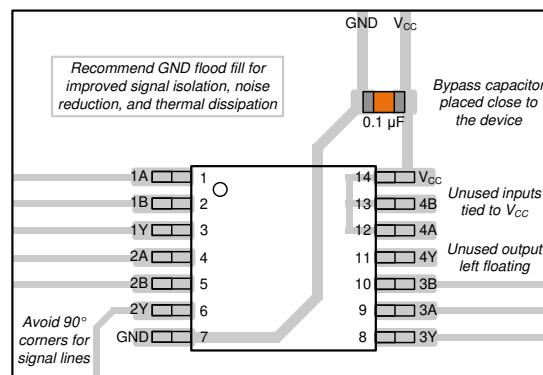 GND VCC
Recommend GND flood fill for
improved signal isolation, noise
reduction, and thermal dissipation
Bypass capacitor
placed close to
the device
0.1 µF
1A 1 14 VCC
1B 2 13 4B
1Y 3 12 4A
2A 4 11 4Y
2B 5 10 3B
2Y 6 9 3A
GND 7 8 3Y
Unused inputs
tied to VCC
Unused output
left floating
Avoid 90°
corners for
signal lines